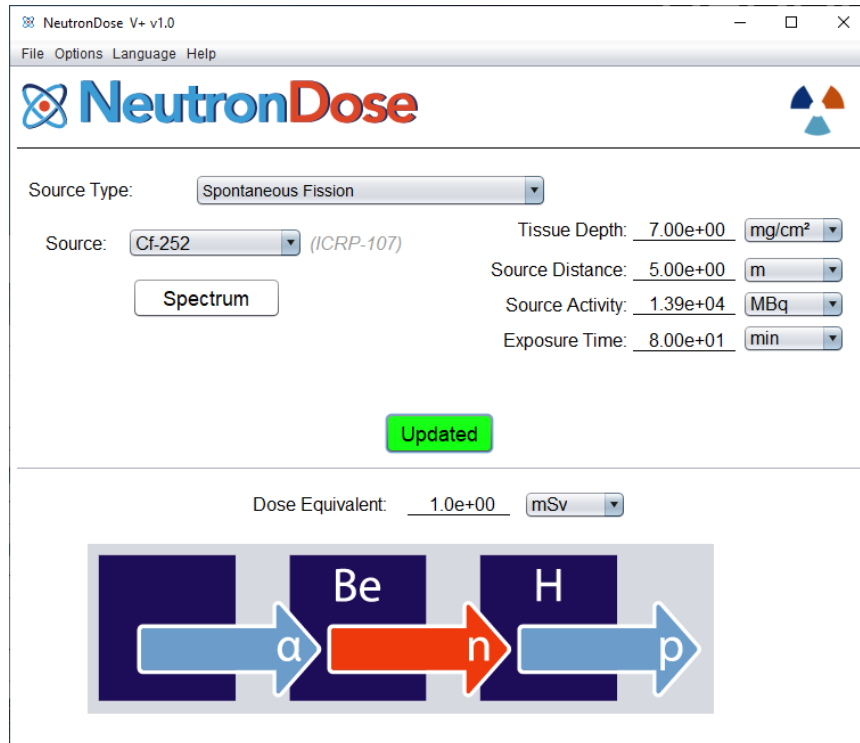 NeutronDose V+ v1.0
File Options Language Help
NeutronDose
Source Type: Spontaneous Fission
Source: Cf-252 (ICRP-107)
Spectrum
Tissue Depth: 7.00e+00 mg/cm²
Source Distance: 5.00e+00 m
Source Activity: 1.39e+04 MBq
Exposure Time: 8.00e+01 min
Updated
Dose Equivalent: 1.0e+00 mSv
Be H
α n p